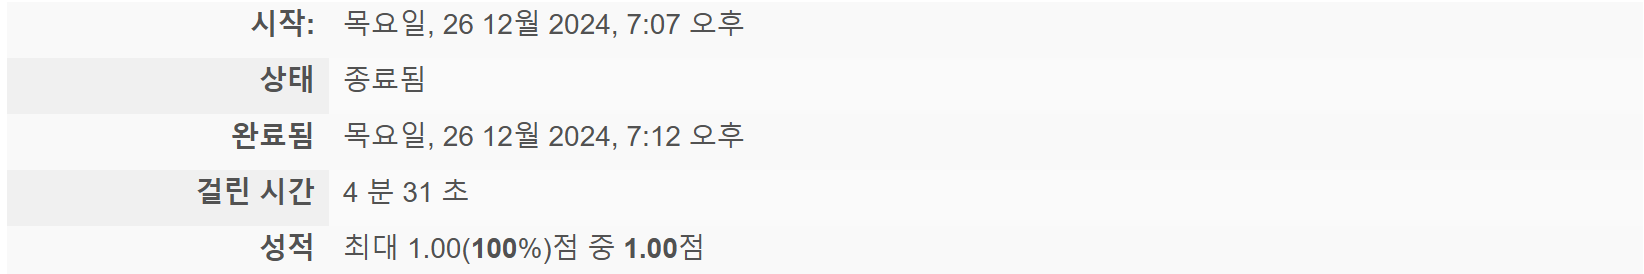 시작: 목요일, 26 12월 2024, 7:07 오후
상태 종료됨
완료됨 목요일, 26 12월 2024, 7:12 오후
걸린 시간 4 분 31 초
성적 최대 1.00(100%)점 중 1.00점